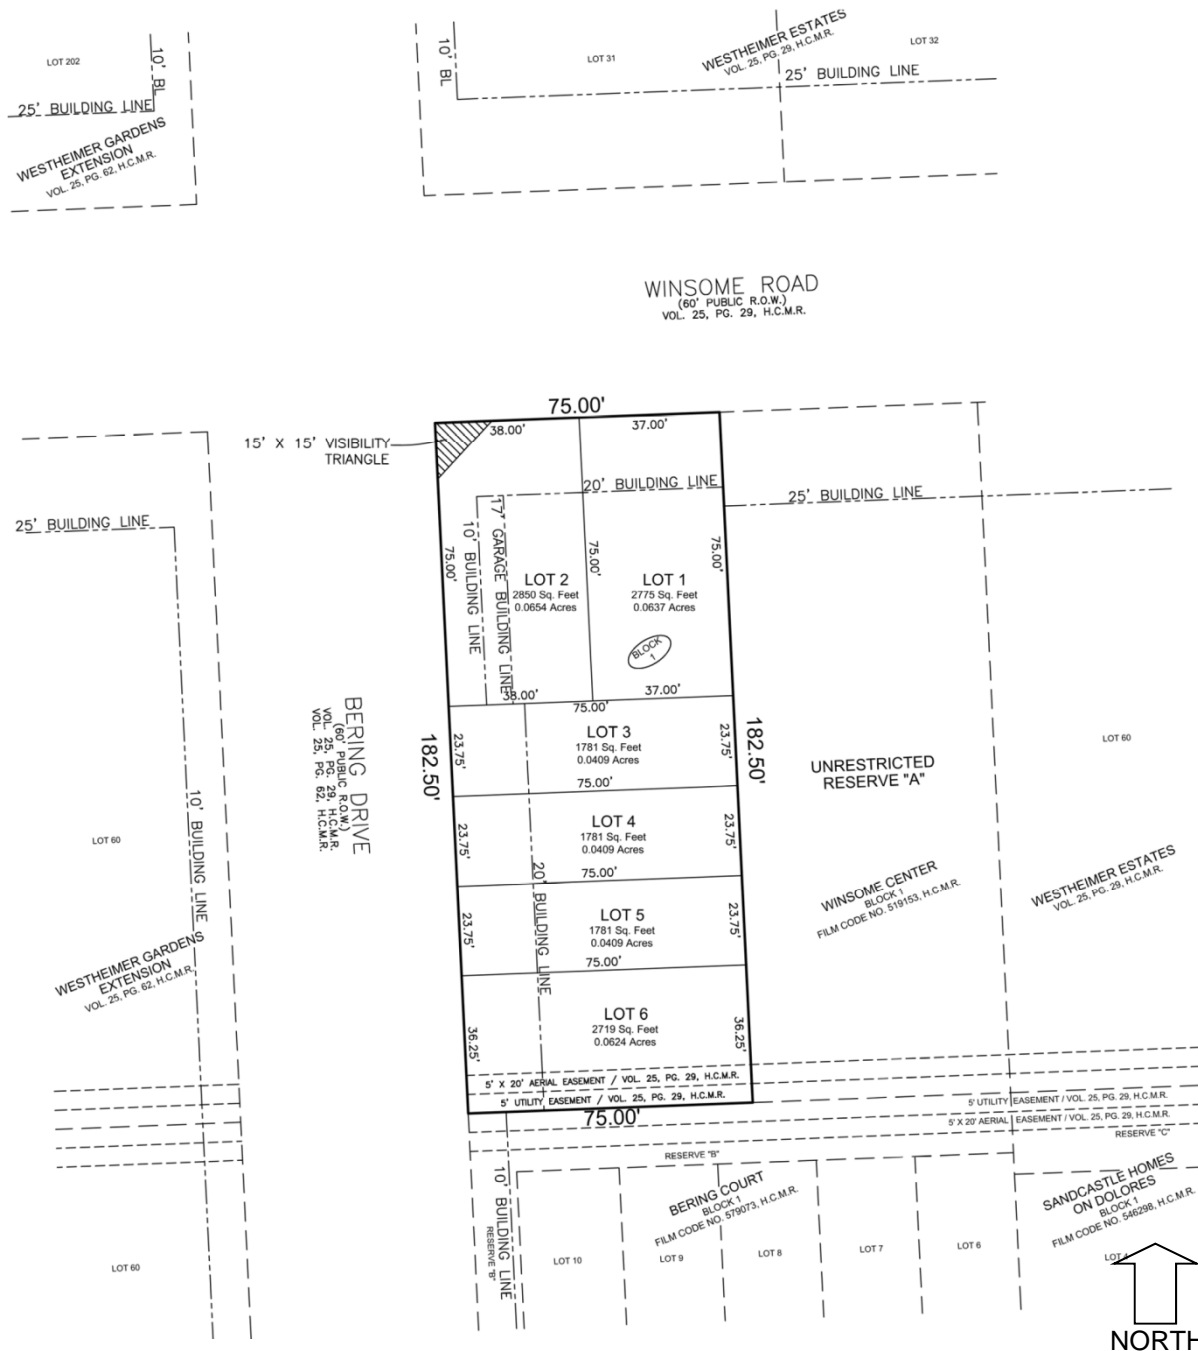 LOT 202
10' BL
25' BUILDING LINE
WESTHEIMER GARDENS
EXTENSION
VOL. 25, PG. 62, H.C.M.R.
10' BL
LOT 31
WESTHEIMER ESTATES
VOL. 25, PG. 29, H.C.M.R.
LOT 32
25' BUILDING LINE
WINSOME ROAD
(60' PUBLIC R.O.W.)
VOL. 25, PG. 29, H.C.M.R.
75.00'
15' X 15' VISIBILITY
TRIANGLE
38.00'
37.00'
20' BUILDING LINE
25' BUILDING LINE
25' BUILDING LINE
75.00'
10' BUILDING LINE
17' GARAGE BUILDING LINE
75.00'
75.00'
LOT 2
2850 Sq. Feet
0.0654 Acres
LOT 1
2775 Sq. Feet
0.0637 Acres
BLOCK
1
38.00'
37.00'
75.00'
BERING DRIVE
(60' PUBLIC R.O.W.)
VOL. 25, PG. 29, H.C.M.R.
VOL. 25, PG. 62, H.C.M.R.
182.50'
23.75'
LOT 3
1781 Sq. Feet
0.0409 Acres
23.75'
182.50'
75.00'
UNRESTRICTED
RESERVE "A"
LOT 60
10' BUILDING LINE
LOT 60
23.75'
LOT 4
1781 Sq. Feet
0.0409 Acres
23.75'
75.00'
20' BUILDING LINE
WINSOME CENTER
BLOCK 1
FILM CODE NO. 519153, H.C.M.R.
WESTHEIMER ESTATES
VOL. 25, PG. 29, H.C.M.R.
23.75'
LOT 5
1781 Sq. Feet
0.0409 Acres
23.75'
75.00'
WESTHEIMER GARDENS
EXTENSION
VOL. 25, PG. 62, H.C.M.R.
36.25'
LOT 6
2719 Sq. Feet
0.0624 Acres
36.25'
5' X 20' AERIAL EASEMENT / VOL. 25, PG. 29, H.C.M.R.
5' UTILITY EASEMENT / VOL. 25, PG. 29, H.C.M.R.
75.00'
5' UTILITY EASEMENT / VOL. 25, PG. 29, H.C.M.R.
5' X 20' AERIAL EASEMENT / VOL. 25, PG. 29, H.C.M.R.
RESERVE "C"
RESERVE "B"
10' BUILDING LINE
RESERVE "B"
BERING COURT
BLOCK 1
FILM CODE NO. 579073, H.C.M.R.
SANDCASTLE HOMES
ON DOLORES
BLOCK 1
FILM CODE NO. 546298, H.C.M.R.
LOT 60
LOT 10
LOT 9
LOT 8
LOT 7
LOT 6
LOT 4
NORTH